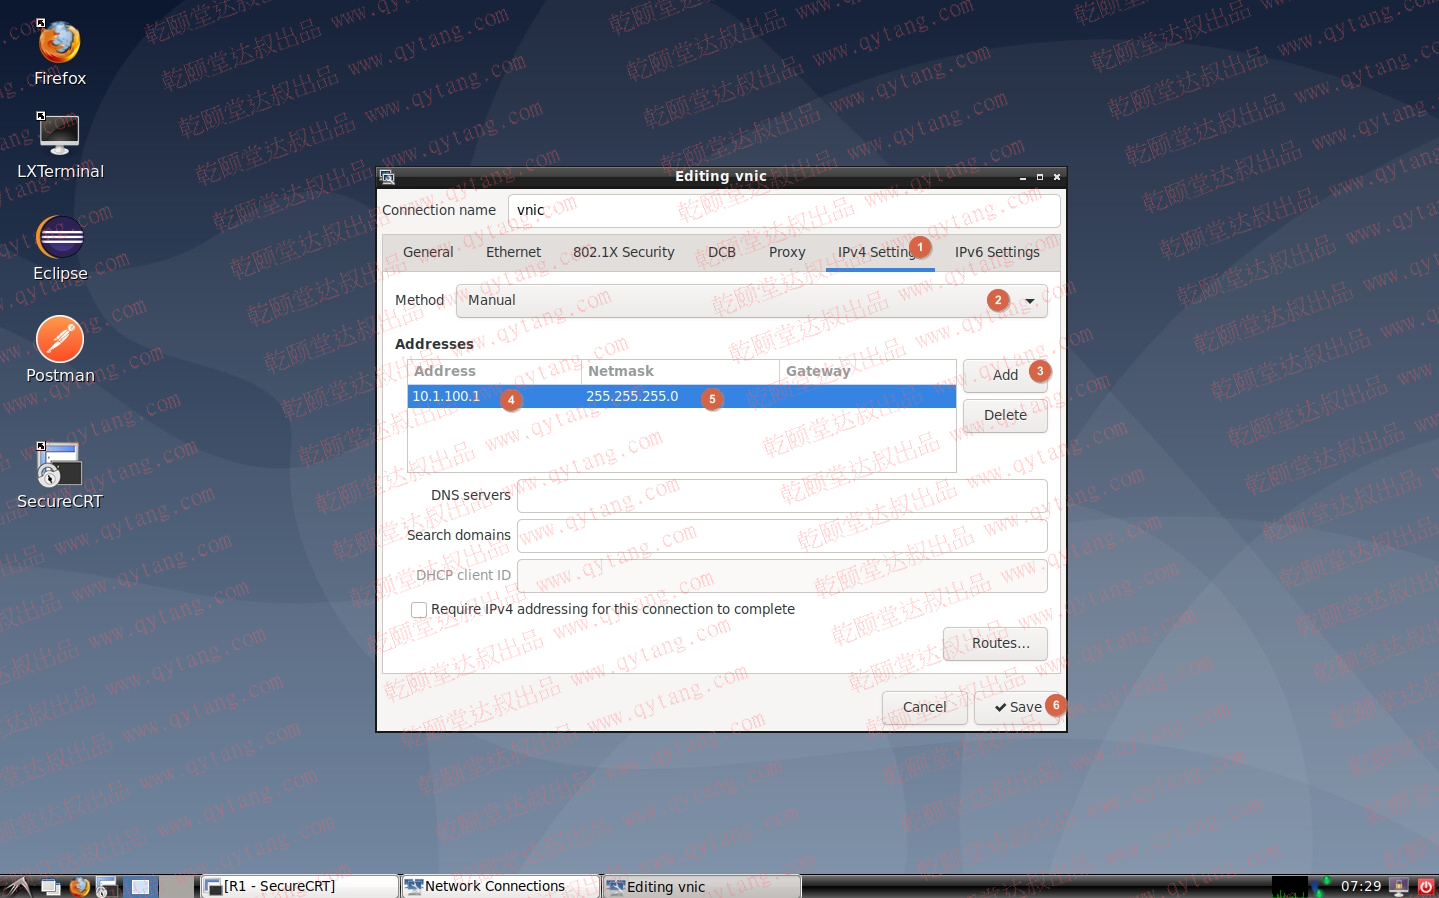 Firefox
LXTerminal
Eclipse
Postman
SecureCRT
Editing vnic
Connection name vnic
General Ethernet 802.1X Security DCB Proxy IPv4 Setting 1 IPv6 Settings
Method Manual 2
Addresses
Address Netmask Gateway
10.1.100.1 4 255.255.255.0 5
Add 3
Delete
DNS servers
Search domains
DHCP client ID
Require IPv4 addressing for this connection to complete
Routes...
Cancel Save 6
[R1 - SecureCRT] Network Connections Editing vnic 07:29
乾颐堂达叔出品 www.qytang.com